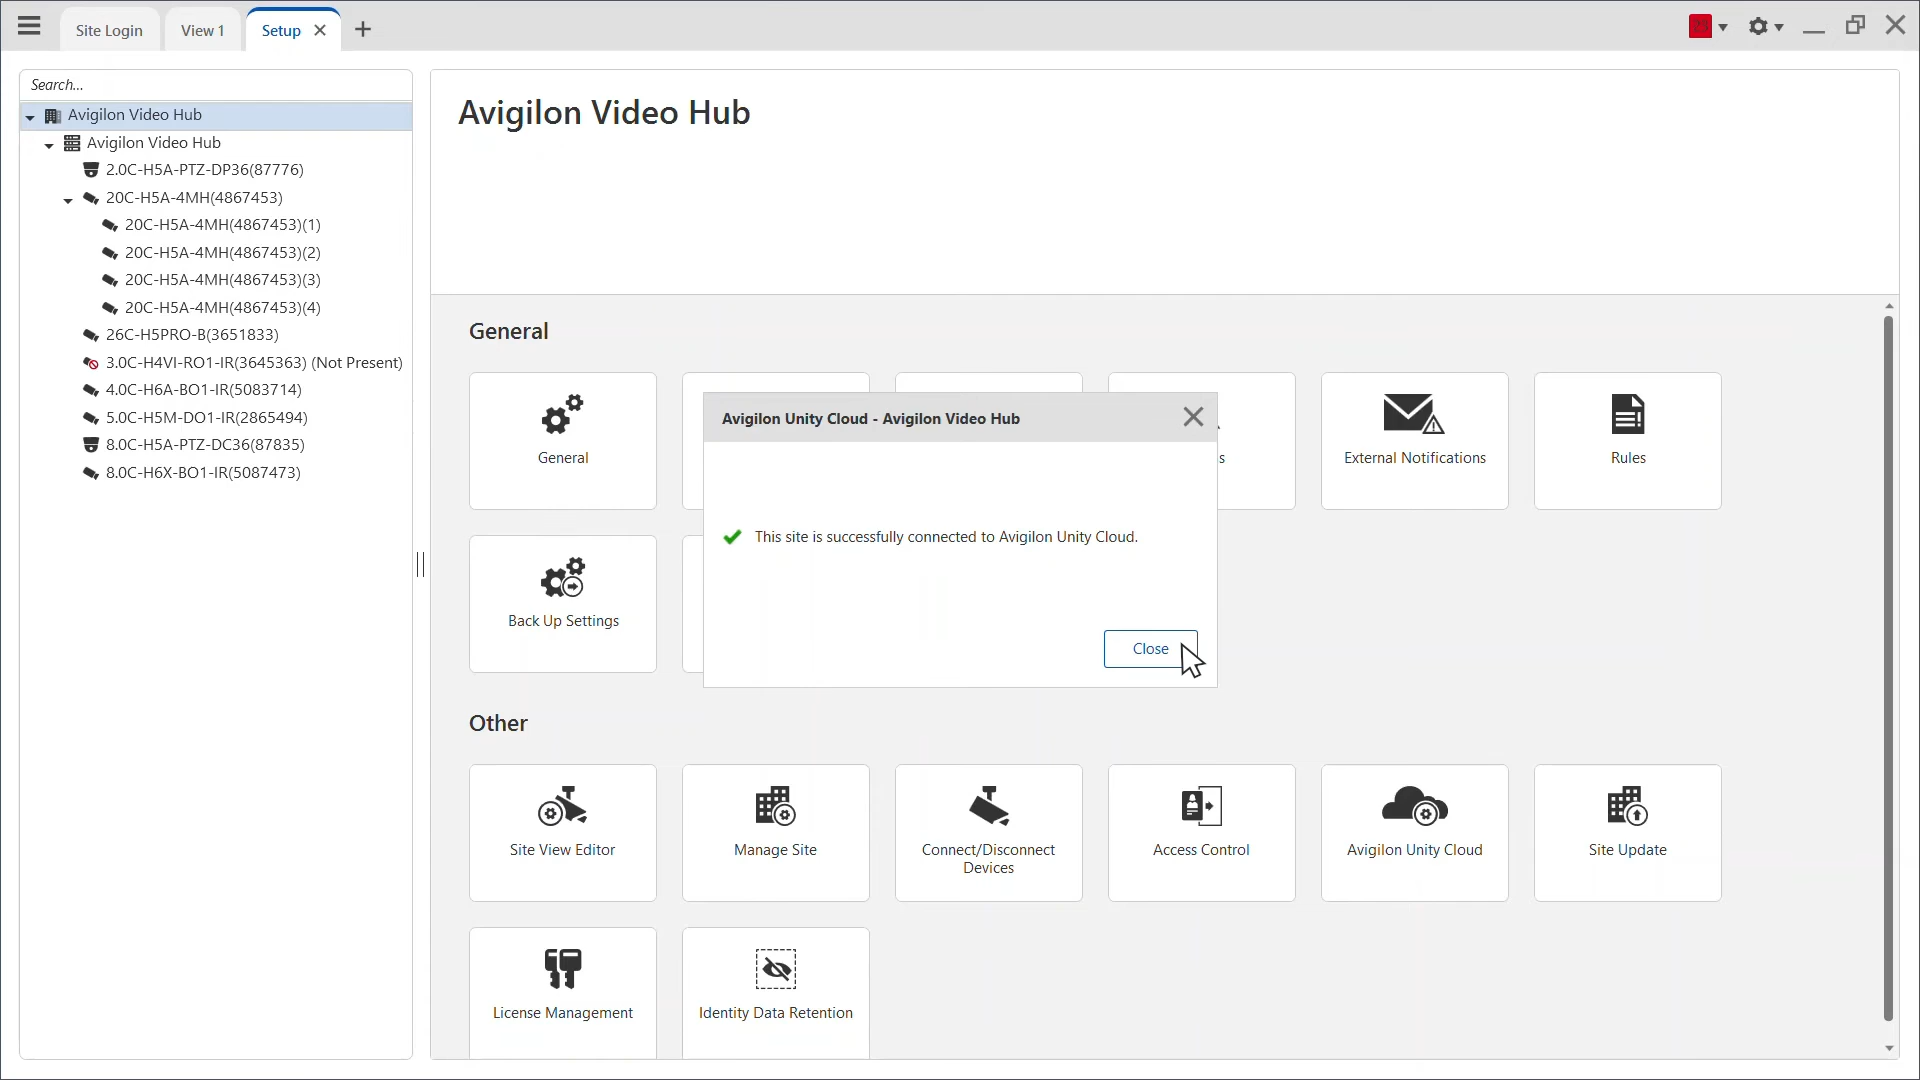 Site Login
View 1
Setup
Search...
Avigilon Video Hub
Avigilon Video Hub
2.0C-H5A-PTZ-DP36(87776)
20C-H5A-4MH(4867453)
20C-H5A-4MH(4867453)(1)
20C-H5A-4MH(4867453)(2)
20C-H5A-4MH(4867453)(3)
20C-H5A-4MH(4867453)(4)
26C-H5PRO-B(3651833)
3.0C-H4VI-RO1-IR(3645363) (Not Present)
4.0C-H6A-BO1-IR(5083714)
5.0C-H5M-DO1-IR(2865494)
8.0C-H5A-PTZ-DC36(87835)
8.0C-H6X-BO1-IR(5087473)
Avigilon Video Hub
General
General
s
External Notifications
Rules
Back Up Settings
Avigilon Unity Cloud - Avigilon Video Hub
This site is successfully connected to Avigilon Unity Cloud.
Close
Other
Site View Editor
Manage Site
Connect/Disconnect
Devices
Access Control
Avigilon Unity Cloud
Site Update
License Management
Identity Data Retention